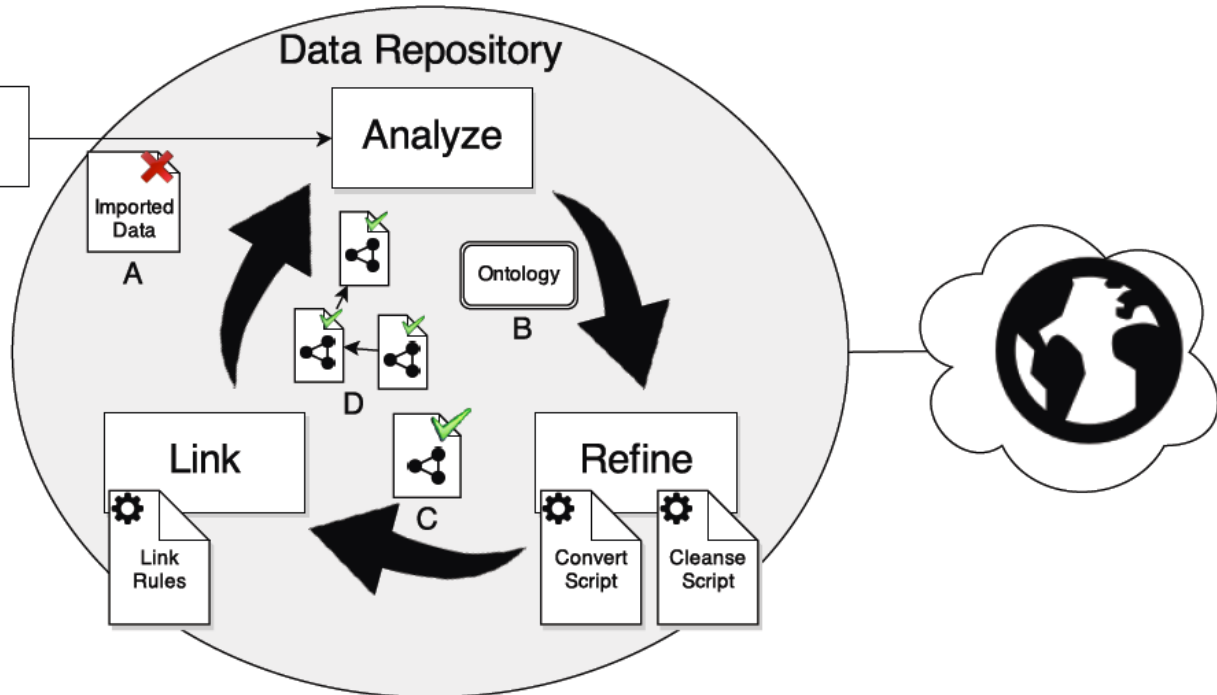 Data Repository
Analyze
Imported
Data
A
Ontology
B
D
Link
Refine
C
Link
Rules
Convert
Script
Cleanse
Script